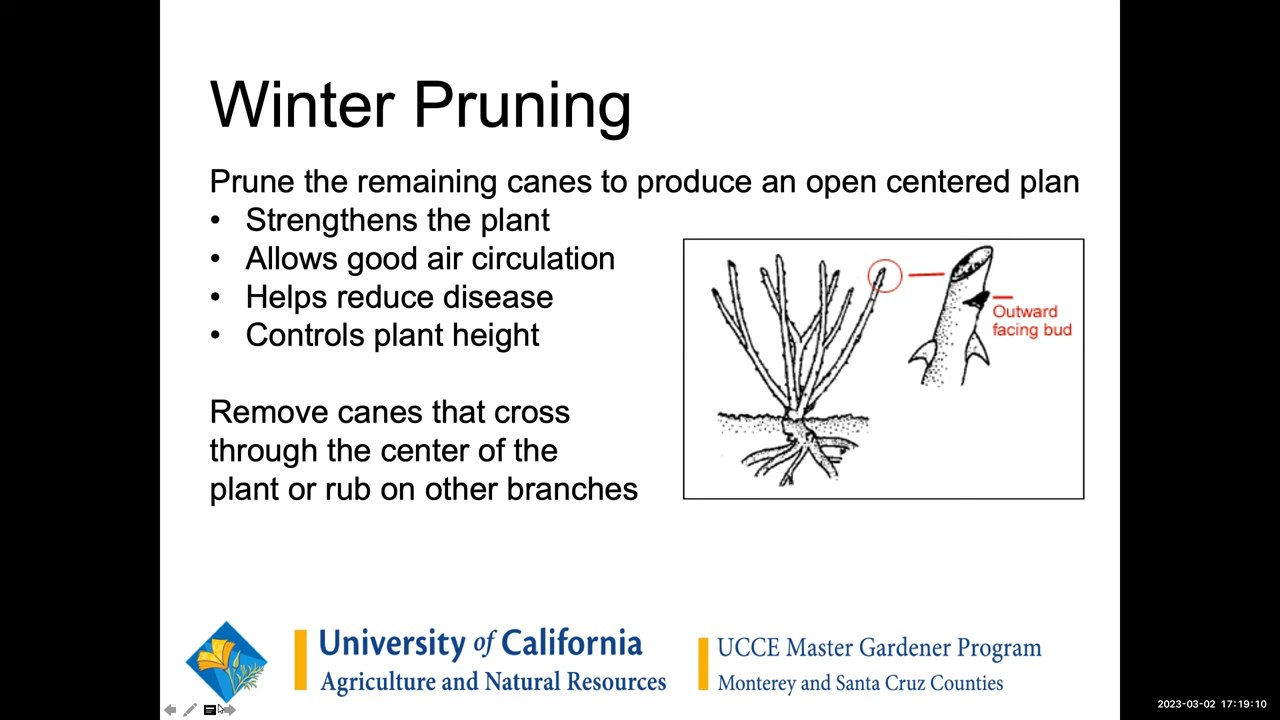 Winter Pruning
Prune the remaining canes to produce an open centered plan
• Strengthens the plant
• Allows good air circulation
• Helps reduce disease
• Controls plant height
Remove canes that cross
through the center of the
plant or rub on other branches
Outward
facing bud
University of California
Agriculture and Natural Resources
UCCE Master Gardener Program
Monterey and Santa Cruz Counties
2023-03-02 17:19:10